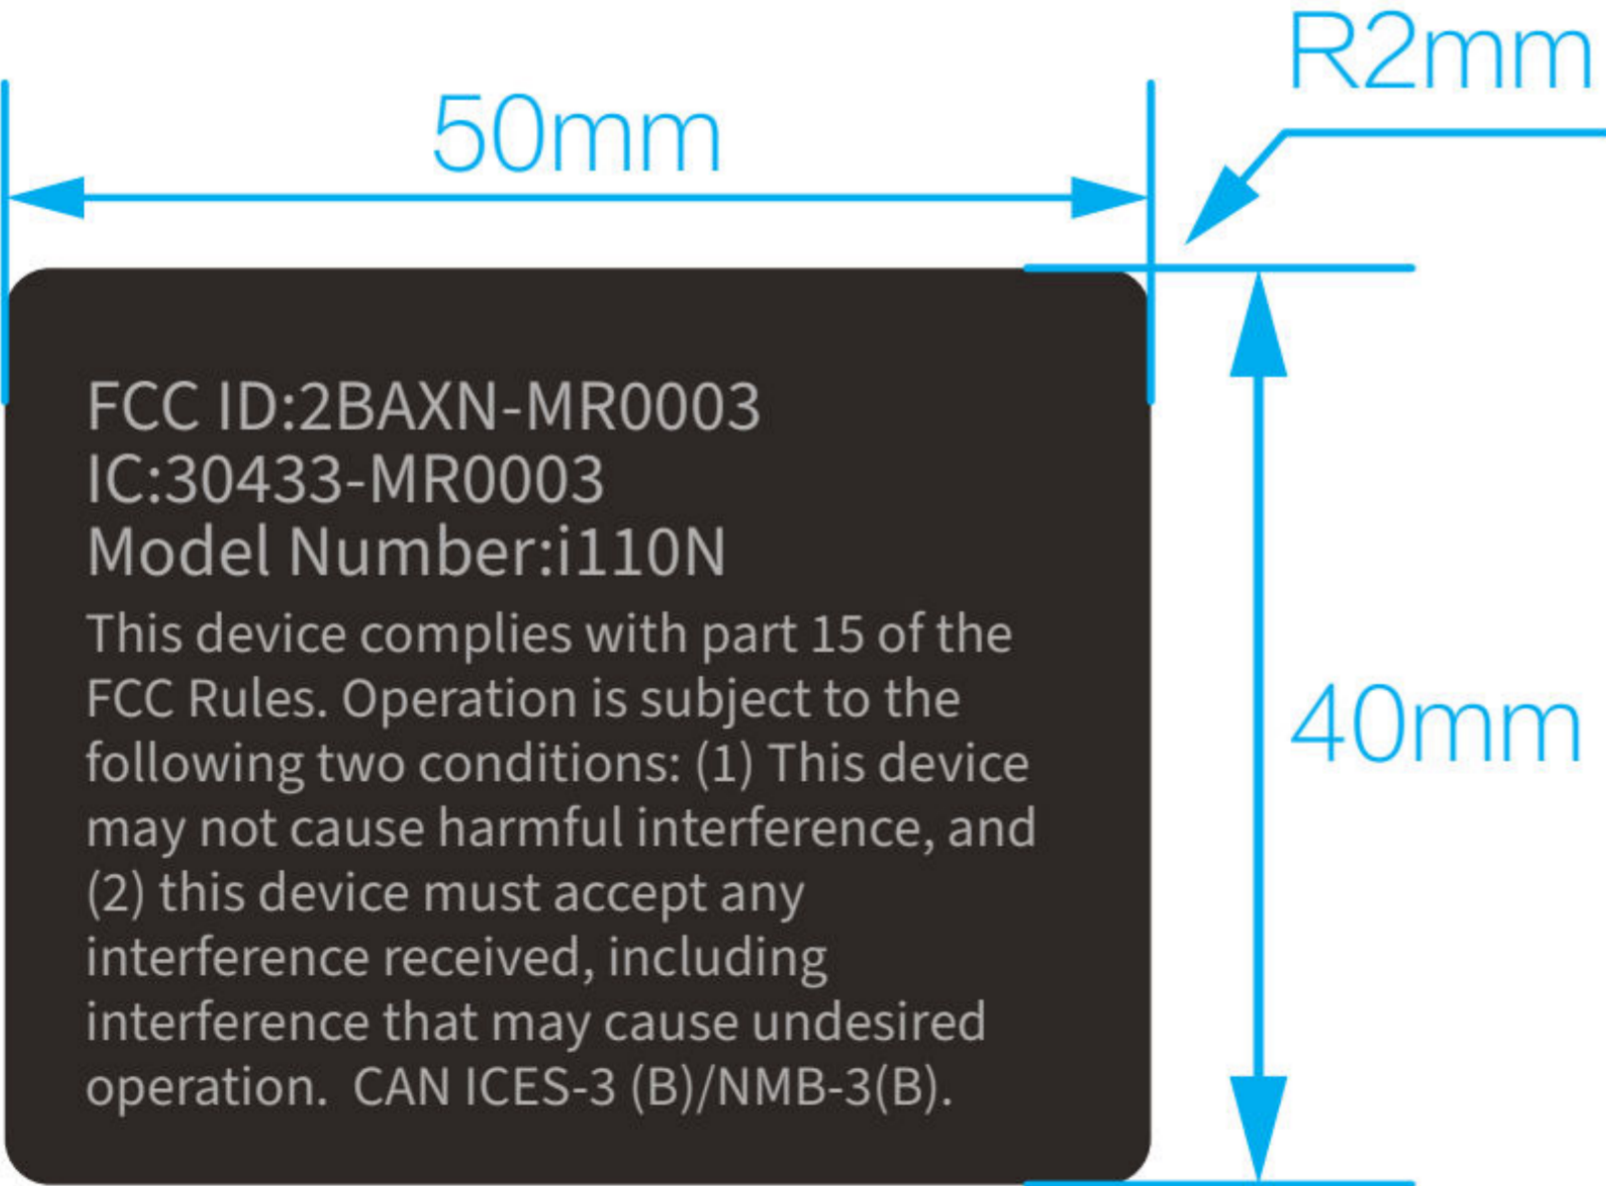 R2mm
50mm
FCC ID:2BAXN-MR0003
IC:30433-MR0003
Model Number:i110N
This device complies with part 15 of the
FCC Rules. Operation is subject to the
following two conditions: (1) This device
may not cause harmful interference, and
(2) this device must accept any
interference received, including
interference that may cause undesired
operation.  CAN ICES-3 (B)/NMB-3(B).
40mm